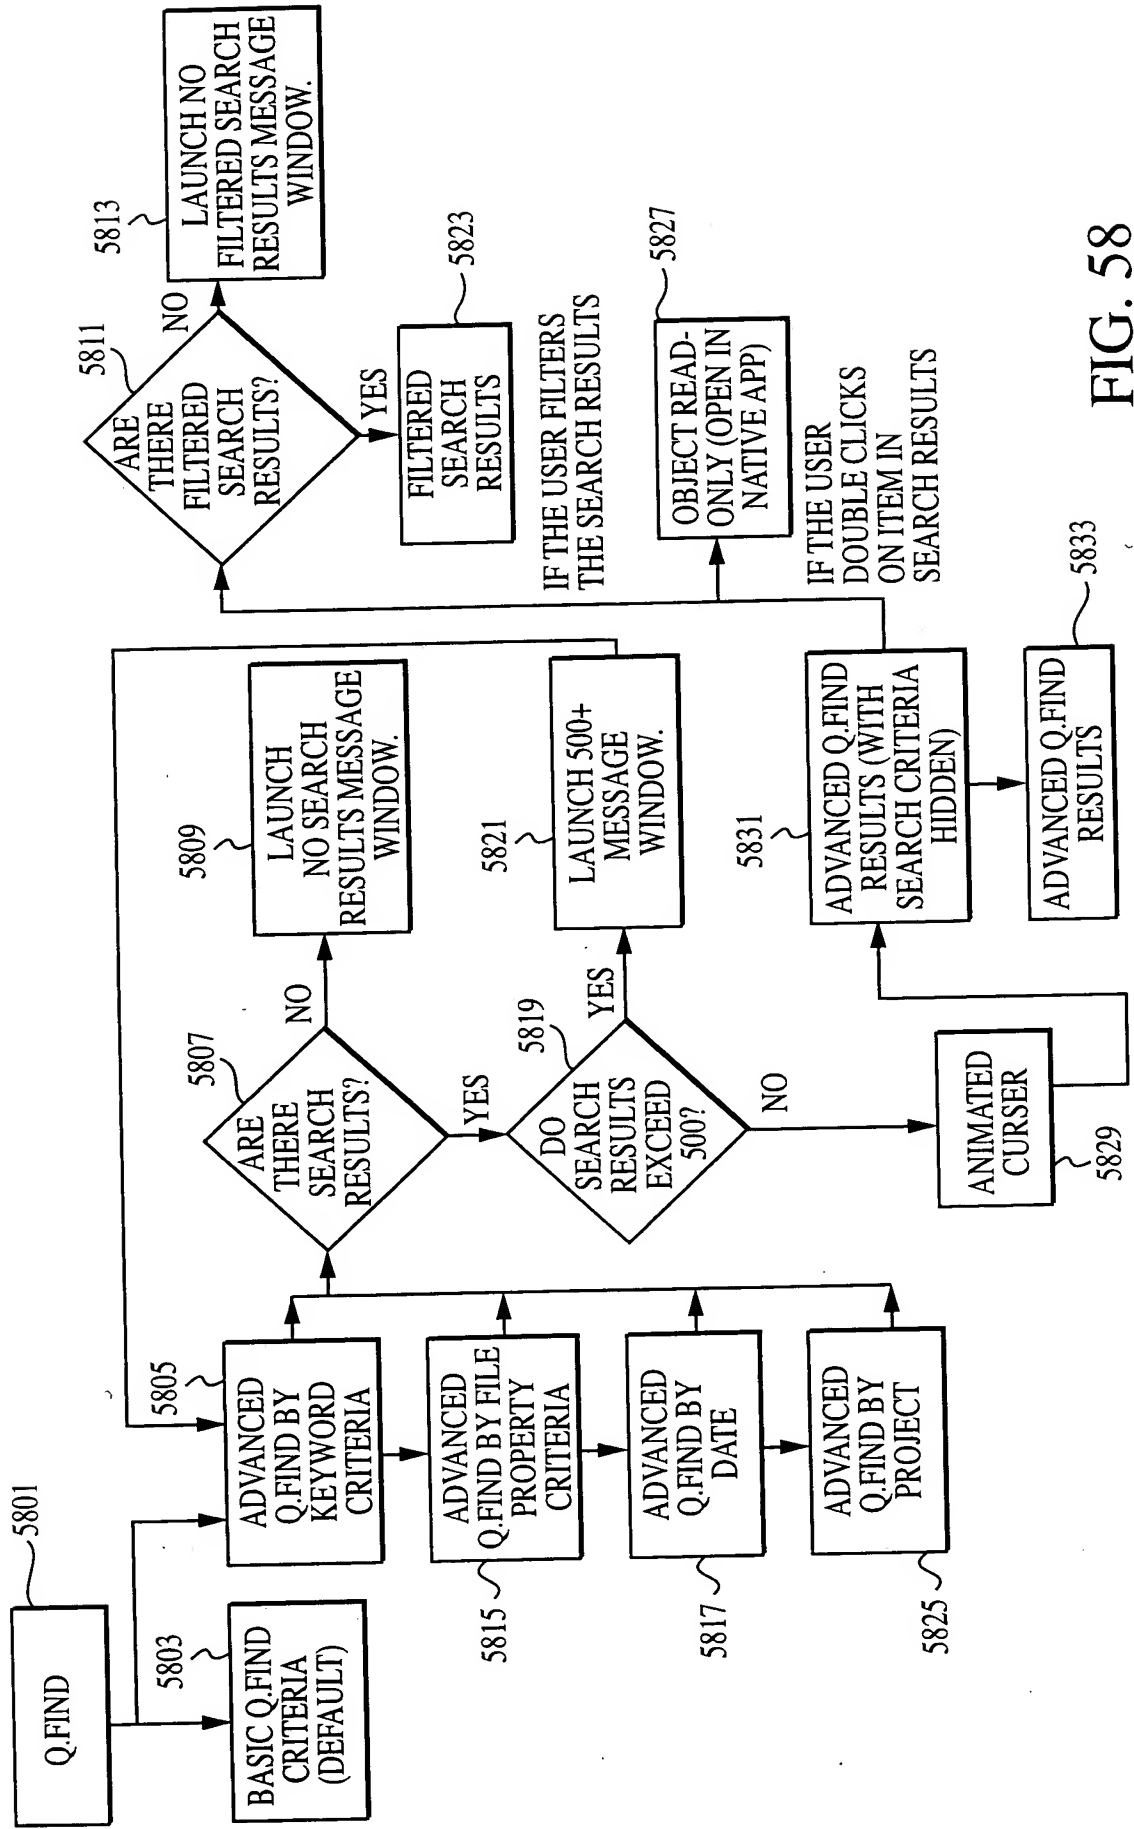 5801
Q.FIND
5803
BASIC Q.FIND
CRITERIA
(DEFAULT)
5805
ADVANCED
Q.FIND BY
KEYWORD
CRITERIA
ADVANCED
Q.FIND BY FILE
PROPERTY
CRITERIA
5815
ADVANCED
Q.FIND BY
DATE
5817
ADVANCED
Q.FIND BY
PROJECT
5825
5807
ARE
THERE
SEARCH
RESULTS?
NO
YES
5809
LAUNCH
NO SEARCH
RESULTS MESSAGE
WINDOW.
5819
DO
SEARCH
RESULTS
EXCEED
500?
YES
NO
5821
LAUNCH 500+
MESSAGE
WINDOW.
ANIMATED
CURSER
5829
5831
ADVANCED Q.FIND
RESULTS (WITH
SEARCH CRITERIA
HIDDEN)
ADVANCED Q.FIND
RESULTS
5833
5811
ARE
THERE
FILTERED
SEARCH
RESULTS?
NO
YES
5813
LAUNCH NO
FILTERED SEARCH
RESULTS MESSAGE
WINDOW.
FILTERED
SEARCH
RESULTS
5823
IF THE USER FILTERS
THE SEARCH RESULTS
OBJECT READ-
ONLY (OPEN IN
NATIVE APP)
5827
IF THE USER
DOUBLE CLICKS
ON ITEM IN
SEARCH RESULTS
FIG. 58